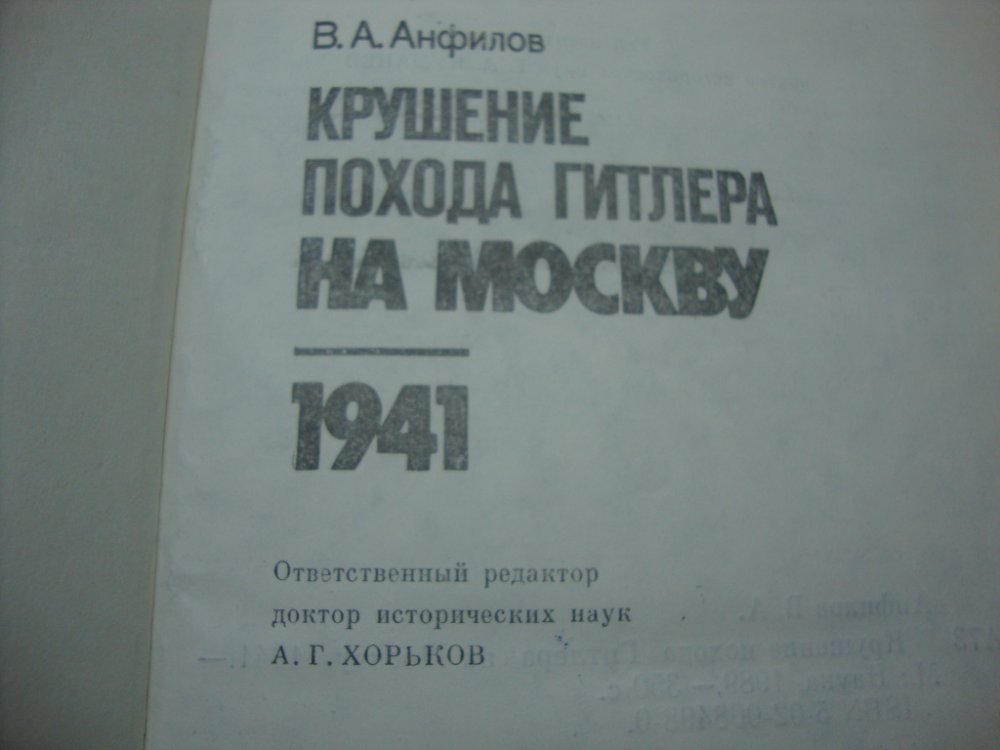 В. А. Анфилов
КРУШЕНИЕ
ПОХОДА ГИТЛЕРА
НА МОСКВУ
1941
Ответственный редактор
доктор исторических наук
А. Г. ХОРЬКОВ